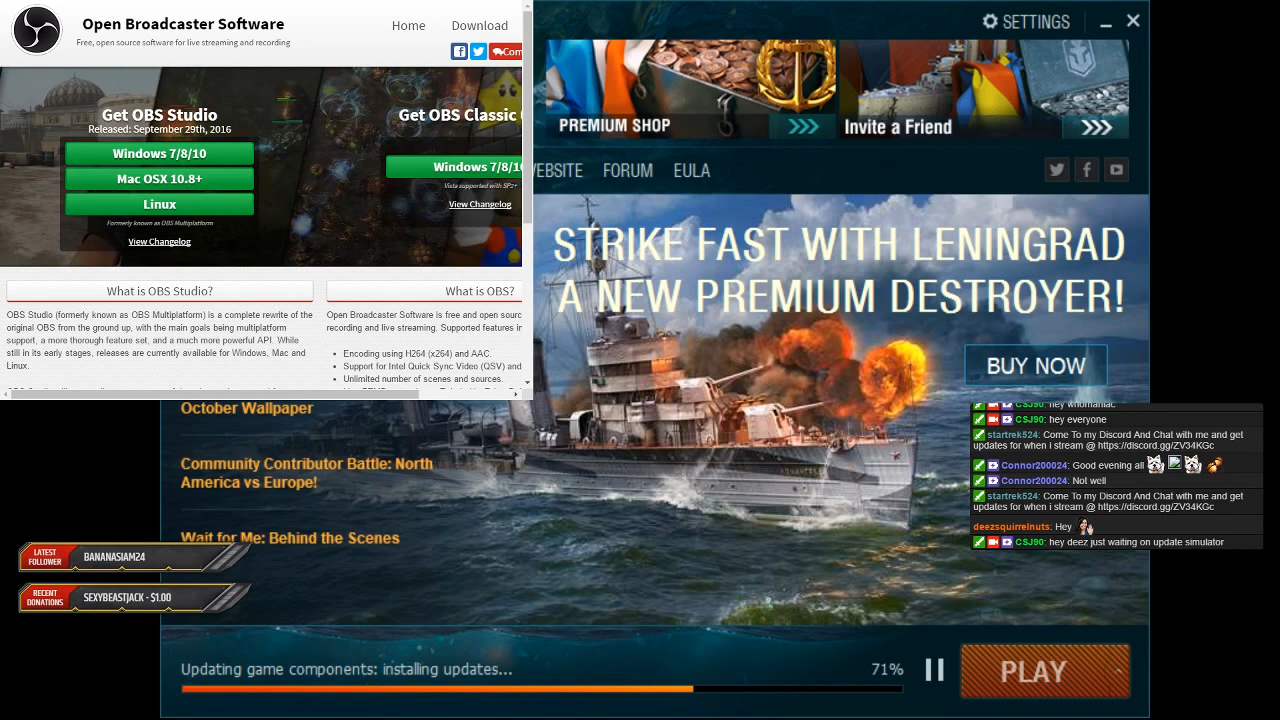 Open Broadcaster Software
Free, open source software for live streaming and recording
Home
Download
Com
Get OBS Studio
Released: September 29th, 2016
Windows 7/8/10
Mac OSX 10.8+
Linux
Formerly known as OBS Multiplatform
View Changelog
Get OBS Classic
Windows 7/8/10
Vista supported with SP2+
View Changelog
What is OBS Studio?
OBS Studio (formerly known as OBS Multiplatform) is a complete rewrite of the
original OBS from the ground up, with the main goals being multiplatform
support, a more thorough feature set, and a much more powerful API. While
still in its early stages, releases are currently available for Windows, Mac and
Linux.
What is OBS?
Open Broadcaster Software is free and open sourc
recording and live streaming. Supported features in
Encoding using H264 (x264) and AAC.
Support for Intel Quick Sync Video (QSV) and
Unlimited number of scenes and sources.
SETTINGS
PREMIUM SHOP
Invite a Friend
WEBSITE FORUM EULA
STRIKE FAST WITH LENINGRAD
A NEW PREMIUM DESTROYER!
BUY NOW
October Wallpaper
Community Contributor Battle: North
America vs Europe!
Wait for Me: Behind the Scenes
CSJ90: hey whomaniac
CSJ90: hey everyone
startrek524: Come To my Discord And Chat with me and get
updates for when i stream @ https://discord.gg/ZV34KGc
Connor200024: Good evening all
Connor200024: Not well
startrek524: Come To my Discord And Chat with me and get
updates for when i stream @ https://discord.gg/ZV34KGc
deezsquirrelnuts: Hey
CSJ90: hey deez just waiting on update simulator
LATEST
FOLLOWER
BANANASIAM24
RECENT
DONATIONS
SEXYBEASTJACK - $1.00
Updating game components: installing updates...
71%
PLAY